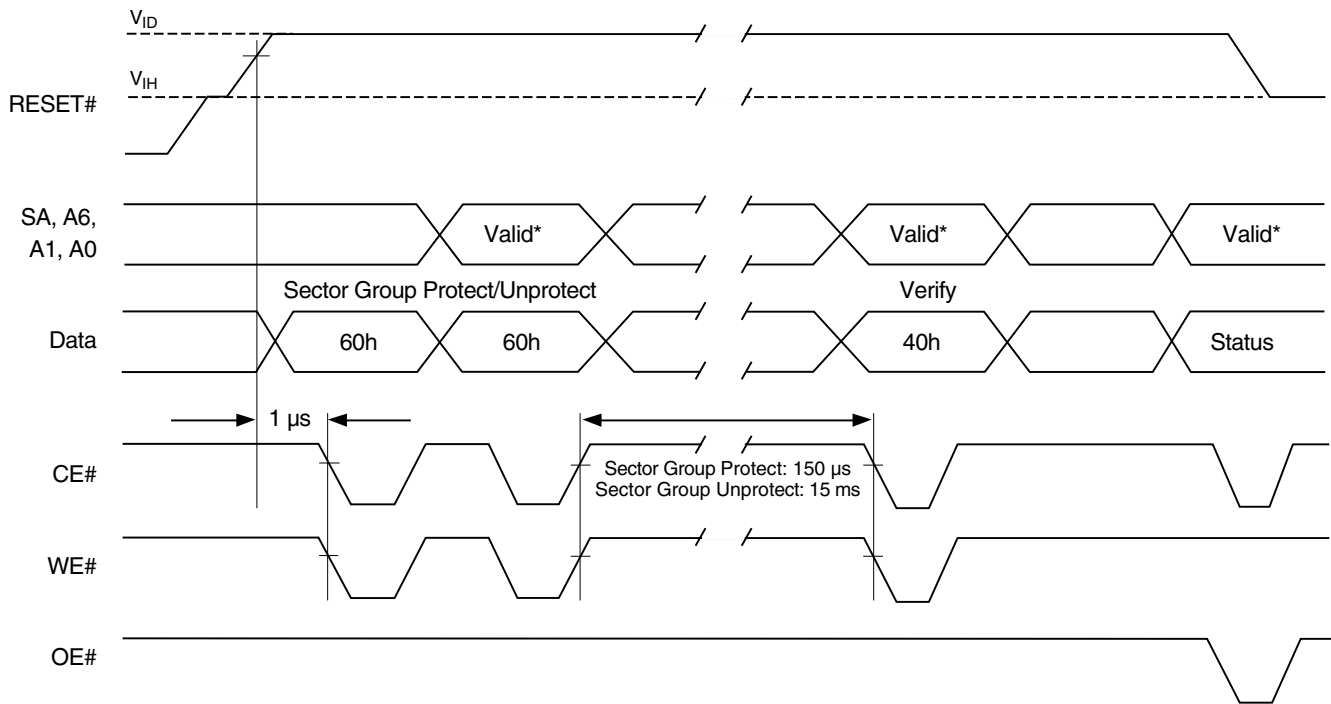 VID
VIH
RESET#
SA, A6,
A1, A0
Valid*
Valid*
Valid*
Sector Group Protect/Unprotect
Verify
Data
60h
60h
40h
Status
1 µs
CE#
Sector Group Protect: 150 µs
Sector Group Unprotect: 15 ms
WE#
OE#